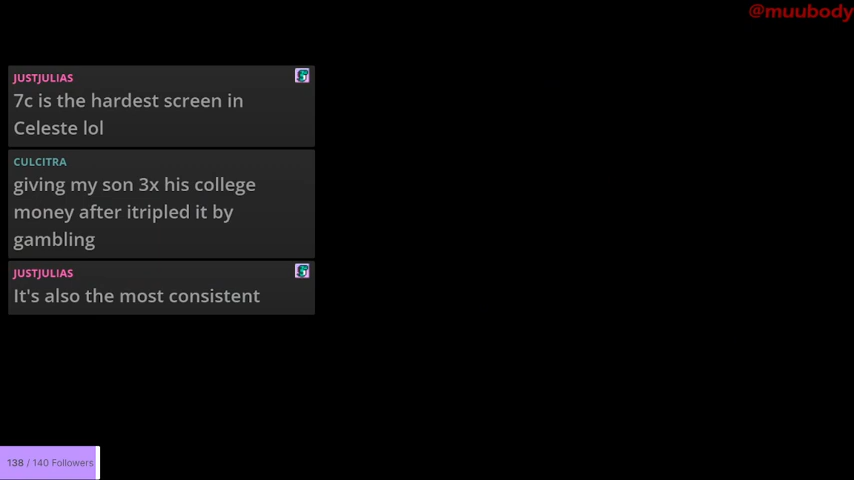 @muubody
JUSTJULIAS
7c is the hardest screen in
Celeste lol
CULCITRA
giving my son 3x his college
money after itripled it by
gambling
JUSTJULIAS
It's also the most consistent
138 / 140 Followers